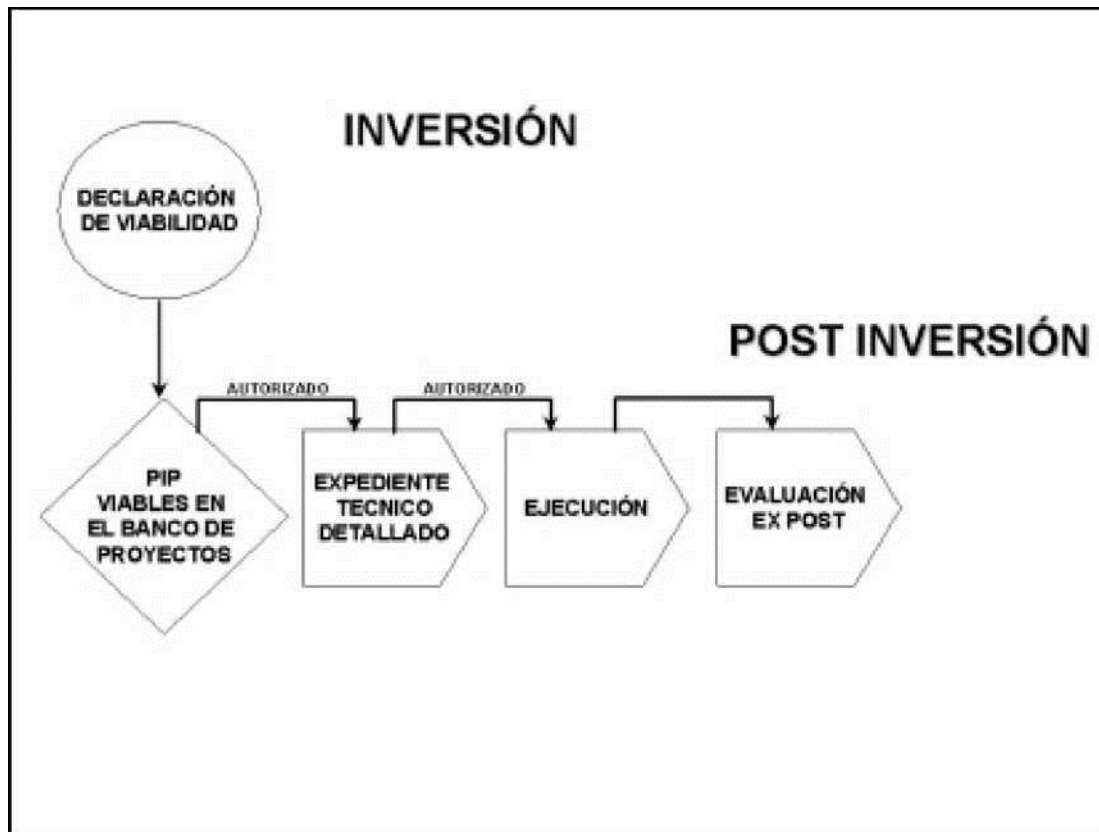 INVERSIÓN
DECLARACIÓN
DE VIABILIDAD
POST INVERSIÓN
AUTORIZADO
AUTORIZADO
PIP
VIABLES EN
EL BANCO DE
PROYECTOS
EXPEDIENTE
TECNICO
DETALLADO
EJECUCIÓN
EVALUACIÓN
EX POST